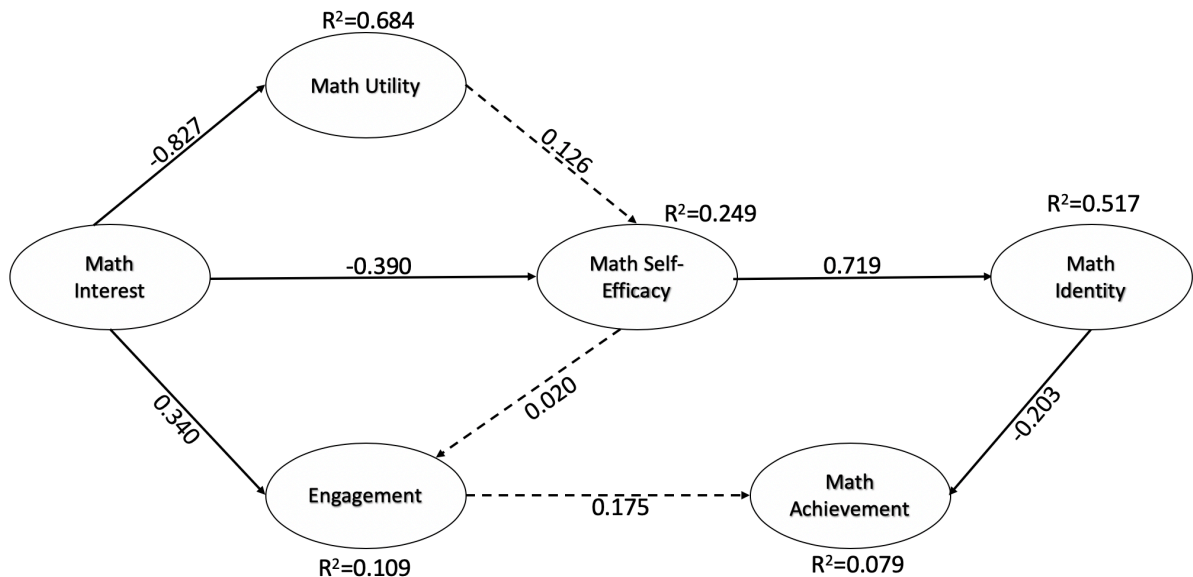 R²=0.684
Math Utility
-0.827
0.126
R²=0.249
R²=0.517
Math
Interest
-0.390
Math Self-
Efficacy
0.719
Math
Identity
0.340
0.020
-0.203
Engagement
0.175
Math
Achievement
R²=0.109
R²=0.079